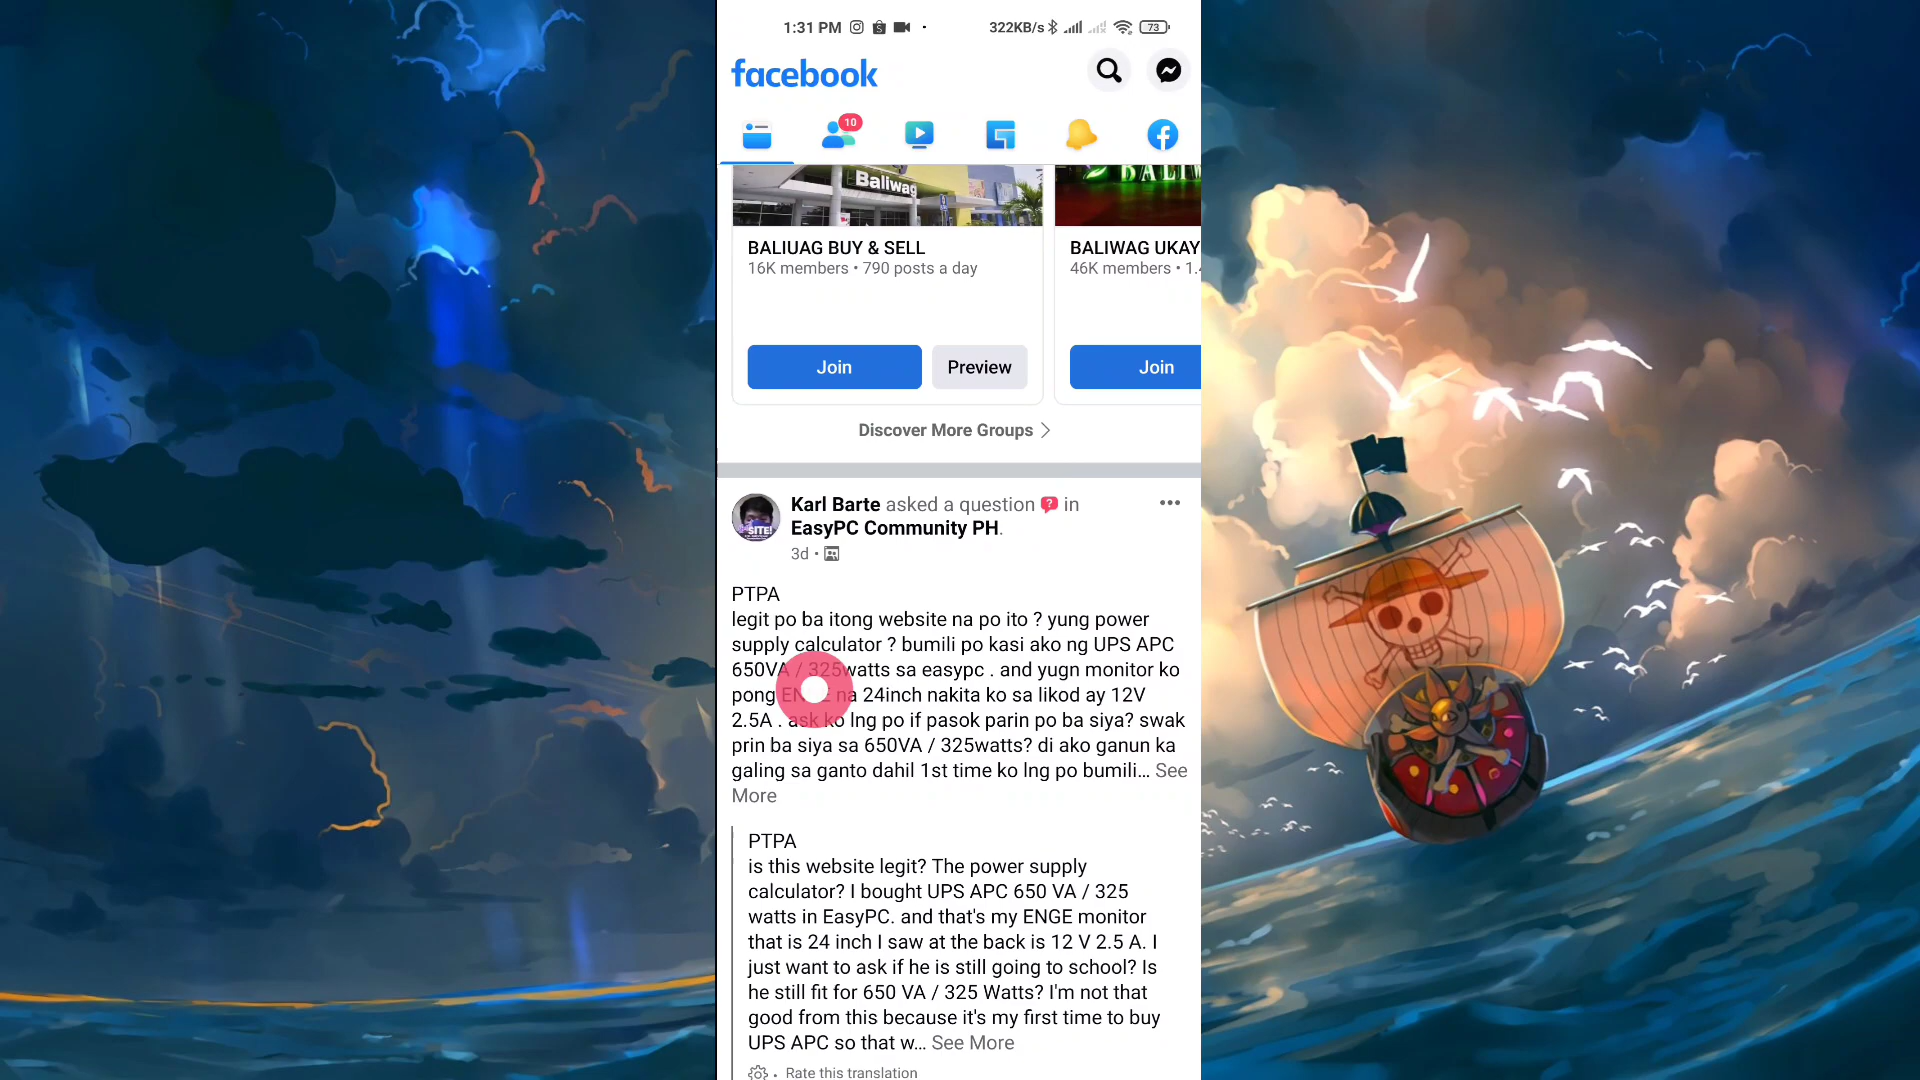 1:31 PM
322KB/s 73
facebook
10
Baliwag
BALIW
BALIUAG BUY & SELL
16K members • 790 posts a day
Join
Preview
BALIWAG UKAY
46K members • 1.4
Join
Discover More Groups
Karl Barte asked a question in
EasyPC Community PH.
3d •
SITE!
PTPA
legit po ba itong website na po ito ? yung power
supply calculator ? bumili po kasi ako ng UPS APC
650VA / 325watts sa easypc . and yugn monitor ko
pong ENGE na 24inch nakita ko sa likod ay 12V
2.5A . ask ko lng po if pasok parin po ba siya? swak
prin ba siya sa 650VA / 325watts? di ako ganun ka
galing sa ganto dahil 1st time ko lng po bumili... See
More
PTPA
is this website legit? The power supply
calculator? I bought UPS APC 650 VA / 325
watts in EasyPC. and that's my ENGE monitor
that is 24 inch I saw at the back is 12 V 2.5 A. I
just want to ask if he is still going to school? Is
he still fit for 650 VA / 325 Watts? I'm not that
good from this because it's my first time to buy
UPS APC so that w... See More
Rate this translation